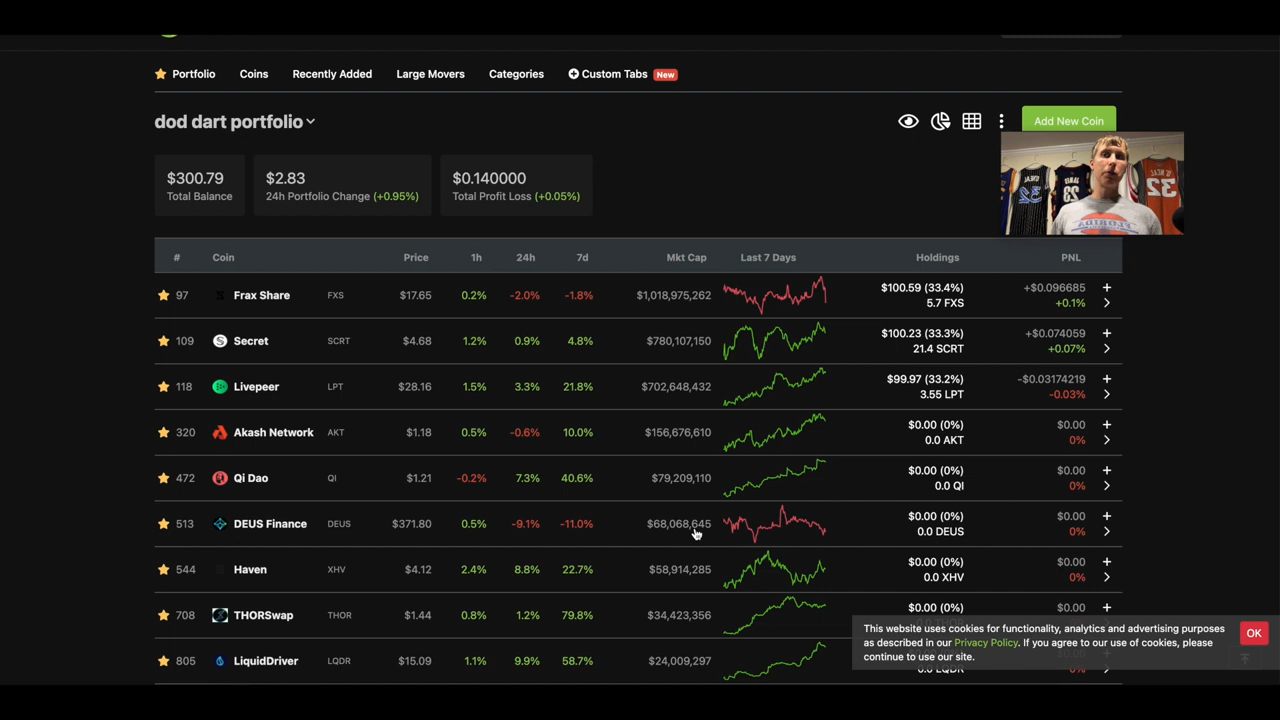 Portfolio Coins Recently Added Large Movers Categories Custom Tabs New
dod dart portfolio
Add New Coin
$300.79
Total Balance
$2.83
24h Portfolio Change (+0.95%)
$0.140000
Total Profit Loss (+0.05%)
# Coin Price 1h 24h 7d Mkt Cap Last 7 Days Holdings PNL
97 Frax Share FXS $17.65 0.2% -2.0% -1.8% $1,018,975,262 $100.59 (33.4%) +$0.096685
5.7 FXS +0.1%
109 Secret SCRT $4.68 1.2% 0.9% 4.8% $780,107,150 $100.23 (33.3%) +$0.074059
21.4 SCRT +0.07%
118 Livepeer LPT $28.16 1.5% 3.3% 21.8% $702,648,432 $99.97 (33.2%) -$0.03174219
3.55 LPT -0.03%
320 Akash Network AKT $1.18 0.5% -0.6% 10.0% $156,676,610 $0.00 (0%) $0.00
0.0 AKT 0%
472 Qi Dao QI $1.21 -0.2% 7.3% 40.6% $79,209,110 $0.00 (0%) $0.00
0.0 QI 0%
513 DEUS Finance DEUS $371.80 0.5% -9.1% -11.0% $68,068,645 $0.00 (0%) $0.00
0.0 DEUS 0%
544 Haven XHV $4.12 2.4% 8.8% 22.7% $58,914,285 $0.00 (0%) $0.00
0.0 XHV 0%
708 THORSwap THOR $1.44 0.8% 1.2% 79.8% $34,423,356 $0.00 (0%) $0.00
805 LiquidDriver LQDR $15.09 1.1% 9.9% 58.7% $24,009,297
0.0 LQDR 0%
This website uses cookies for functionality, analytics and advertising purposes
as described in our Privacy Policy. If you agree to our use of cookies, please
continue to use our site.
OK
O'NEAL 32
JAMES 23
O'NEAL 32
FLORIDA